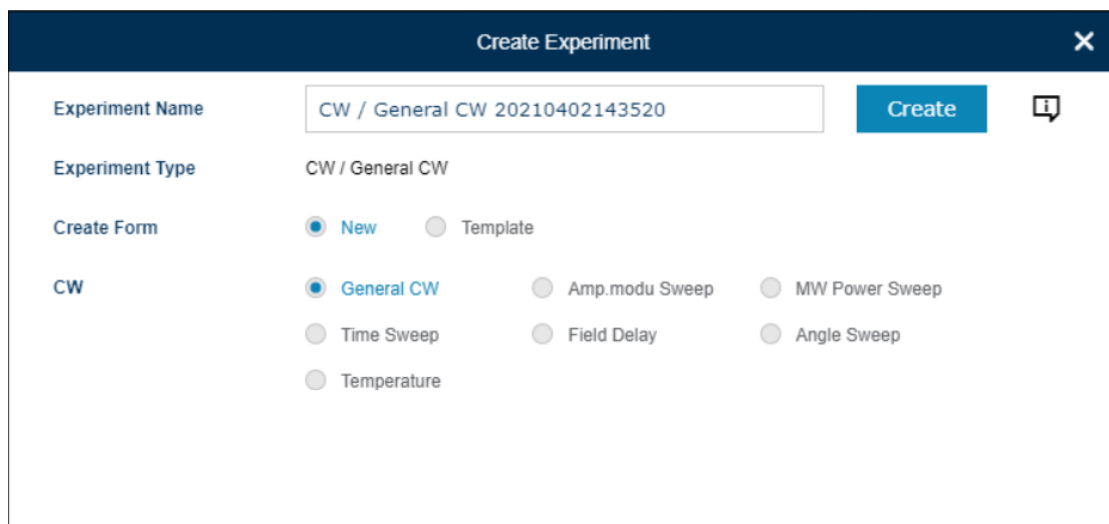 Create Experiment
Experiment Name CW / General CW 20210402143520 Create
Experiment Type CW / General CW
Create Form New Template
CW General CW Amp.modu Sweep MW Power Sweep
Time Sweep Field Delay Angle Sweep
Temperature